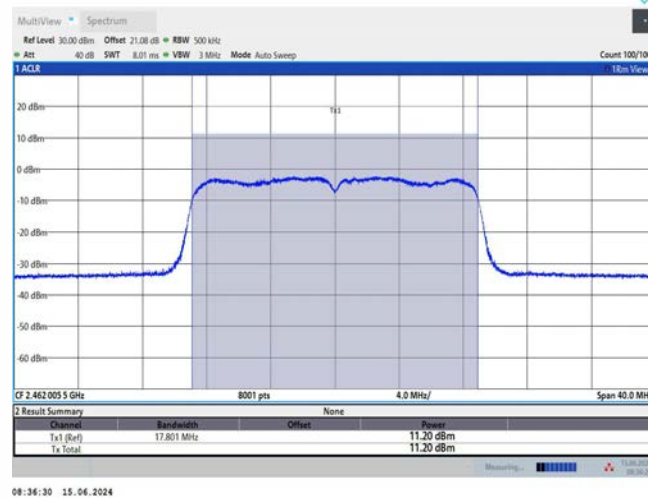 MultiView Spectrum
Ref Level 30.00 dBm Offset 21.08 dB RBW 500 kHz
Att 40 dB SWT 8.01 ms VBW 3 MHz Mode Auto Sweep Count 100/100
1 ACLR 1Rm View
Tx1
20 dBm
10 dBm
0 dBm
-10 dBm
-20 dBm
-30 dBm
-40 dBm
-50 dBm
-60 dBm
CF 2.462 005 5 GHz 8001 pts 4.0 MHz/ Span 40.0 MH
2 Result Summary None
Channel Bandwidth Offset Power
Tx1 (Ref) 17.801 MHz 11.20 dBm
Tx Total 11.20 dBm
Measuring...
08:36:30 15.06.2024